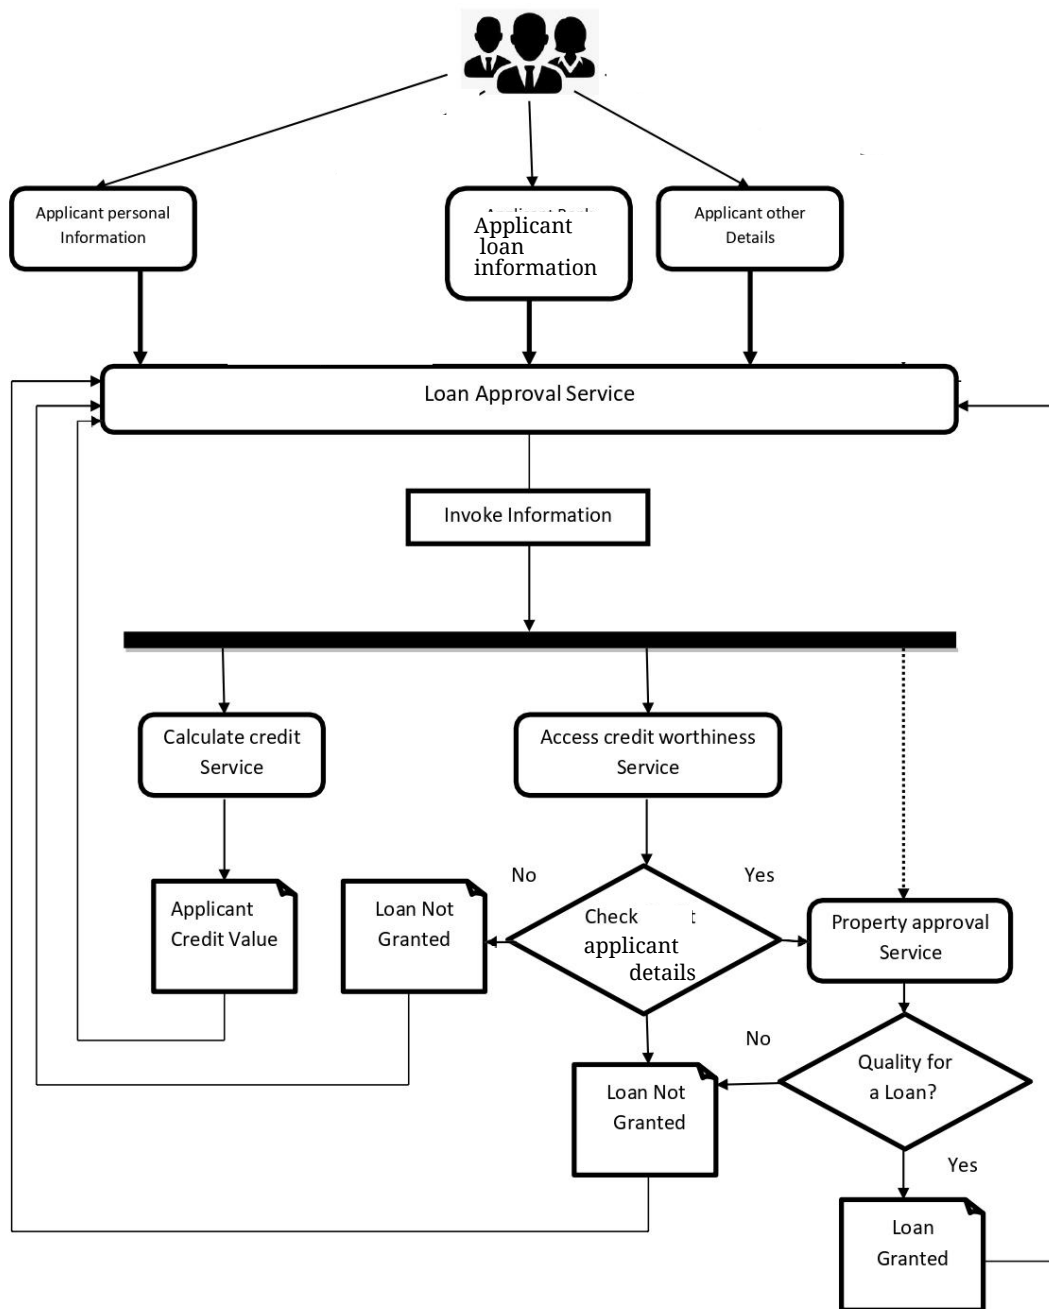 Applicant personal
Information
Applicant
loan
information
Applicant other
Details
Loan Approval Service
Invoke Information
Calculate credit
Service
Access credit worthiness
Service
No
Yes
Applicant
Credit Value
Loan Not
Granted
Check
applicant
details
Property approval
Service
No
Quality for
a Loan?
Loan Not
Granted
Yes
Loan
Granted